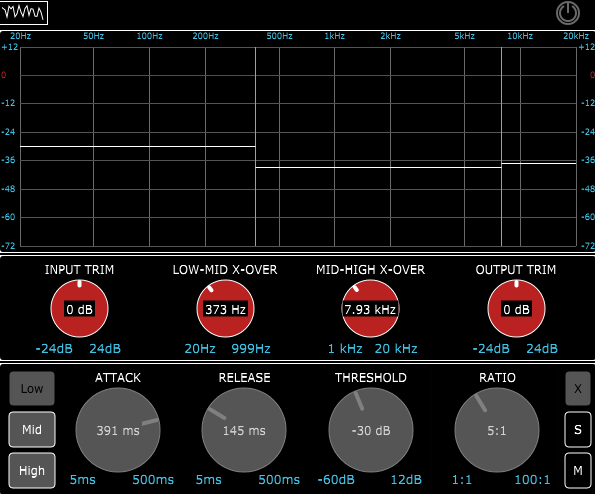 20Hz 50Hz 100Hz 200Hz 500Hz 1kHz 2kHz 5kHz 10kHz 20kHz
+12 +12
0 0
-12 -12
-24 -24
-36 -36
-48 -48
-60 -60
-72 -72
INPUT TRIM LOW-MID X-OVER MID-HIGH X-OVER OUTPUT TRIM
0 dB 373 Hz 7.93 kHz 0 dB
-24dB 24dB 20Hz 999Hz 1 kHz 20 kHz -24dB 24dB
ATTACK RELEASE THRESHOLD RATIO
Low X
Mid 391 ms 145 ms -30 dB 5:1 S
High M
5ms 500ms 5ms 500ms -60dB 12dB 1:1 100:1